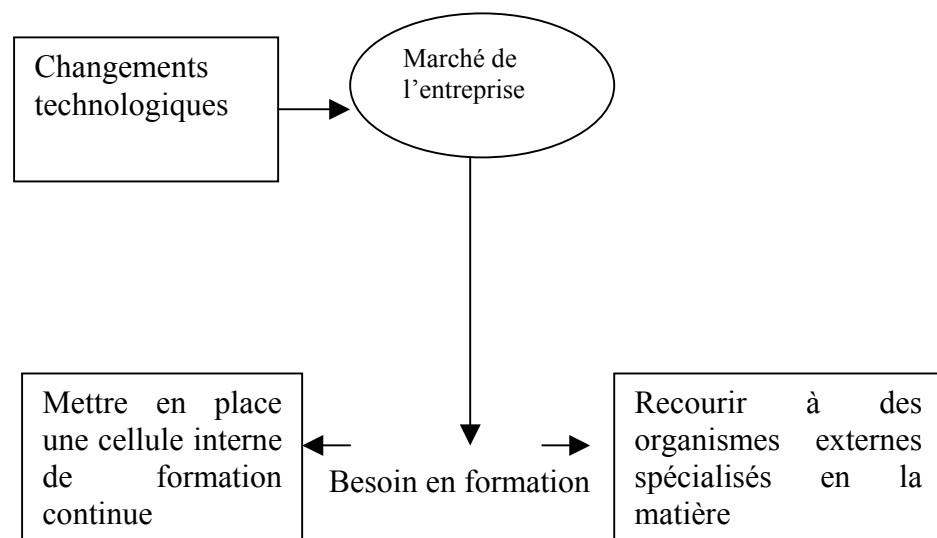 Changements
technologiques
Marché de
l’entreprise
Mettre en place
une cellule interne
de formation
continue
Besoin en formation
Recourir à des
organismes externes
spécialisés en la
matière